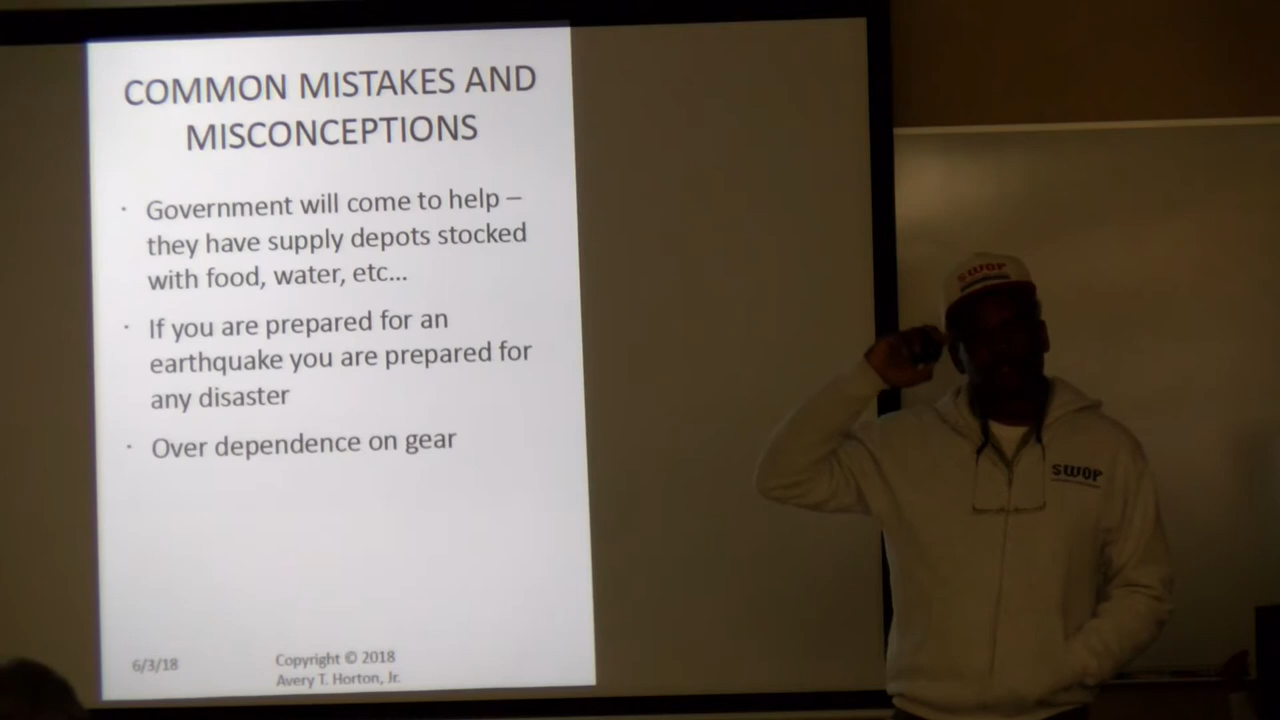 COMMON MISTAKES AND
MISCONCEPTIONS
· Government will come to help –
they have supply depots stocked
with food, water, etc...
· If you are prepared for an
earthquake you are prepared for
any disaster
· Over dependence on gear
6/3/18
Copyright © 2018
Avery T. Horton, Jr.
SWOP
SWOP